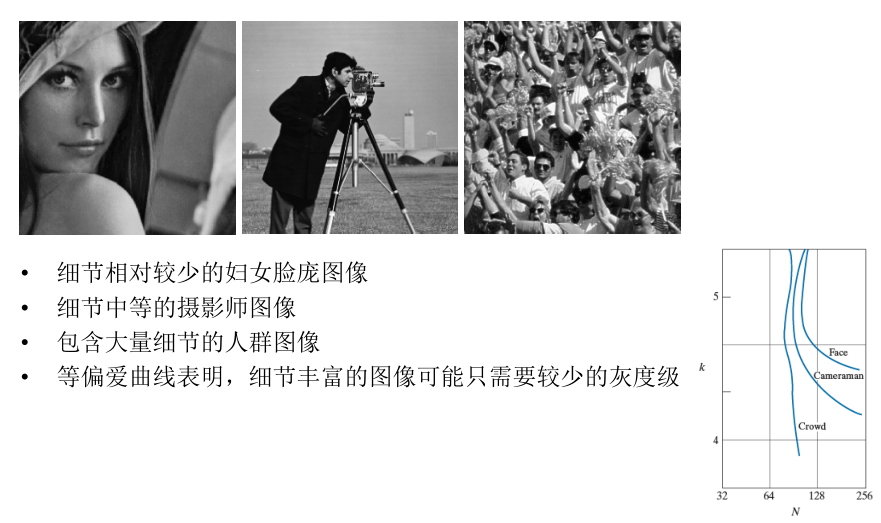 • 细节相对较少的妇女脸庞图像
• 细节中等的摄影师图像
• 包含大量细节的人群图像
• 等偏爱曲线表明，细节丰富的图像可能只需要较少的灰度级
5
Face
k
Cameraman
Crowd
4
32 64 128 256
N